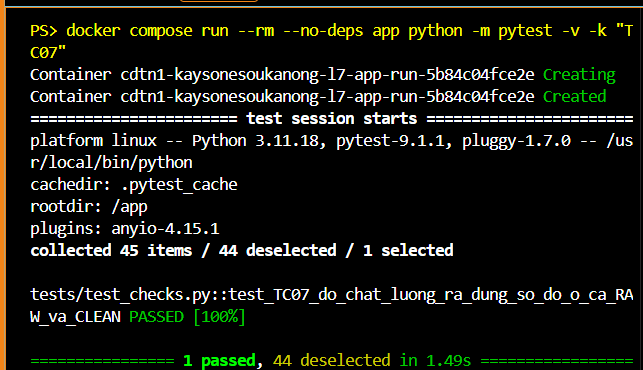 PS> docker compose run --rm --no-deps app python -m pytest -v -k "T
C07"
Container cdtn1-kaysonesoukanong-l7-app-run-5b84c04fce2e Creating
Container cdtn1-kaysonesoukanong-l7-app-run-5b84c04fce2e Created
======================= test session starts =======================
platform linux -- Python 3.11.18, pytest-9.1.1, pluggy-1.7.0 -- /us
r/local/bin/python
cachedir: .pytest_cache
rootdir: /app
plugins: anyio-4.15.1
collected 45 items / 44 deselected / 1 selected
tests/test_checks.py::test_TC07_do_chat_luong_ra_dung_so_do_o_ca_RA
W_va_CLEAN PASSED [100%]
================ 1 passed, 44 deselected in 1.49s =================